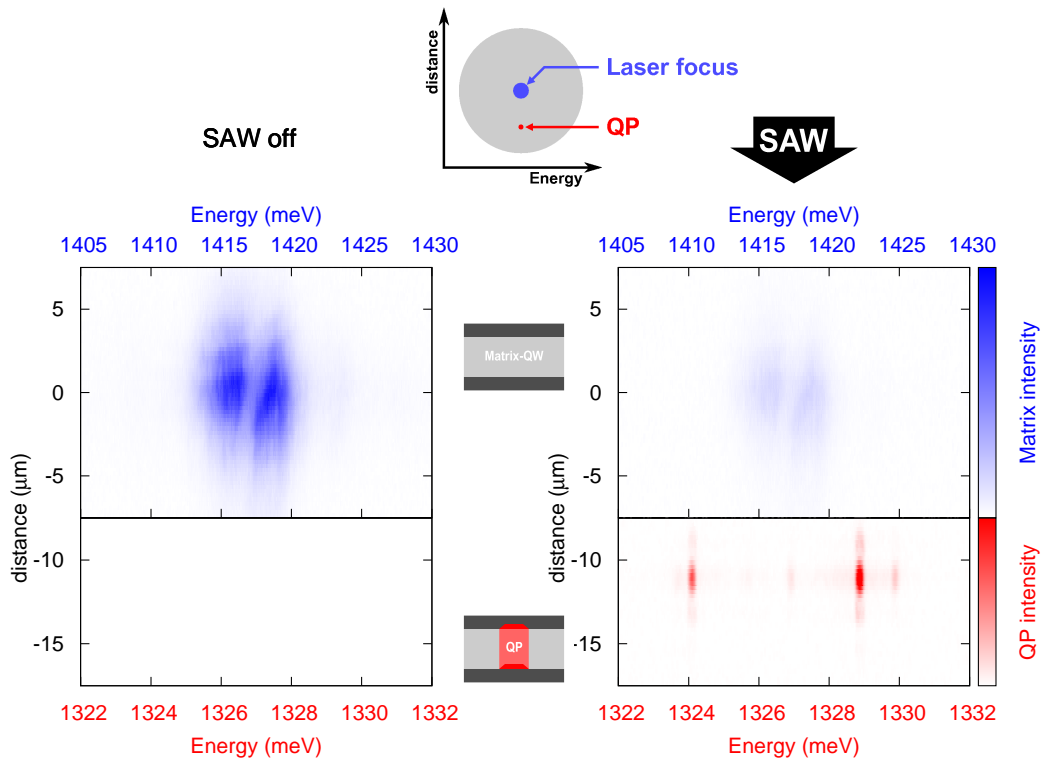 distance
Laser focus
QP
Energy
SAW off
SAW
Energy (meV)
1405 1410 1415 1420 1425 1430
Energy (meV)
1405 1410 1415 1420 1425 1430
5
0
-5
-10
-15
distance (μm)
Matrix-QW
QP
5
0
-5
-10
-15
distance (μm)
Matrix intensity
QP intensity
1322 1324 1326 1328 1330 1332
Energy (meV)
1322 1324 1326 1328 1330 1332
Energy (meV)